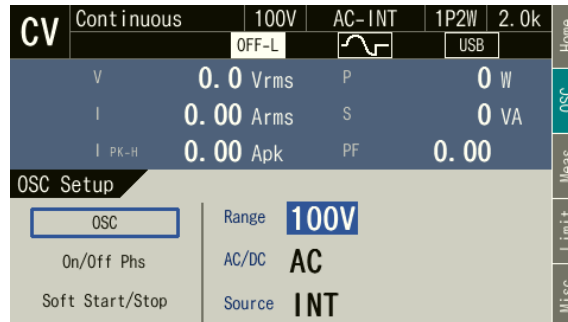 CV Continuous 100V AC-INT 1P2W 2.0k
OFF-L USB
V 0.0 Vrms P 0 W
I 0.00 Arms S 0 VA
I PK-H 0.00 Apk PF 0.00
OSC Setup
OSC Range 100V
On/Off Phs AC/DC AC
Soft Start/Stop Source INT
Home
OSC
Meas
Limit
Misc